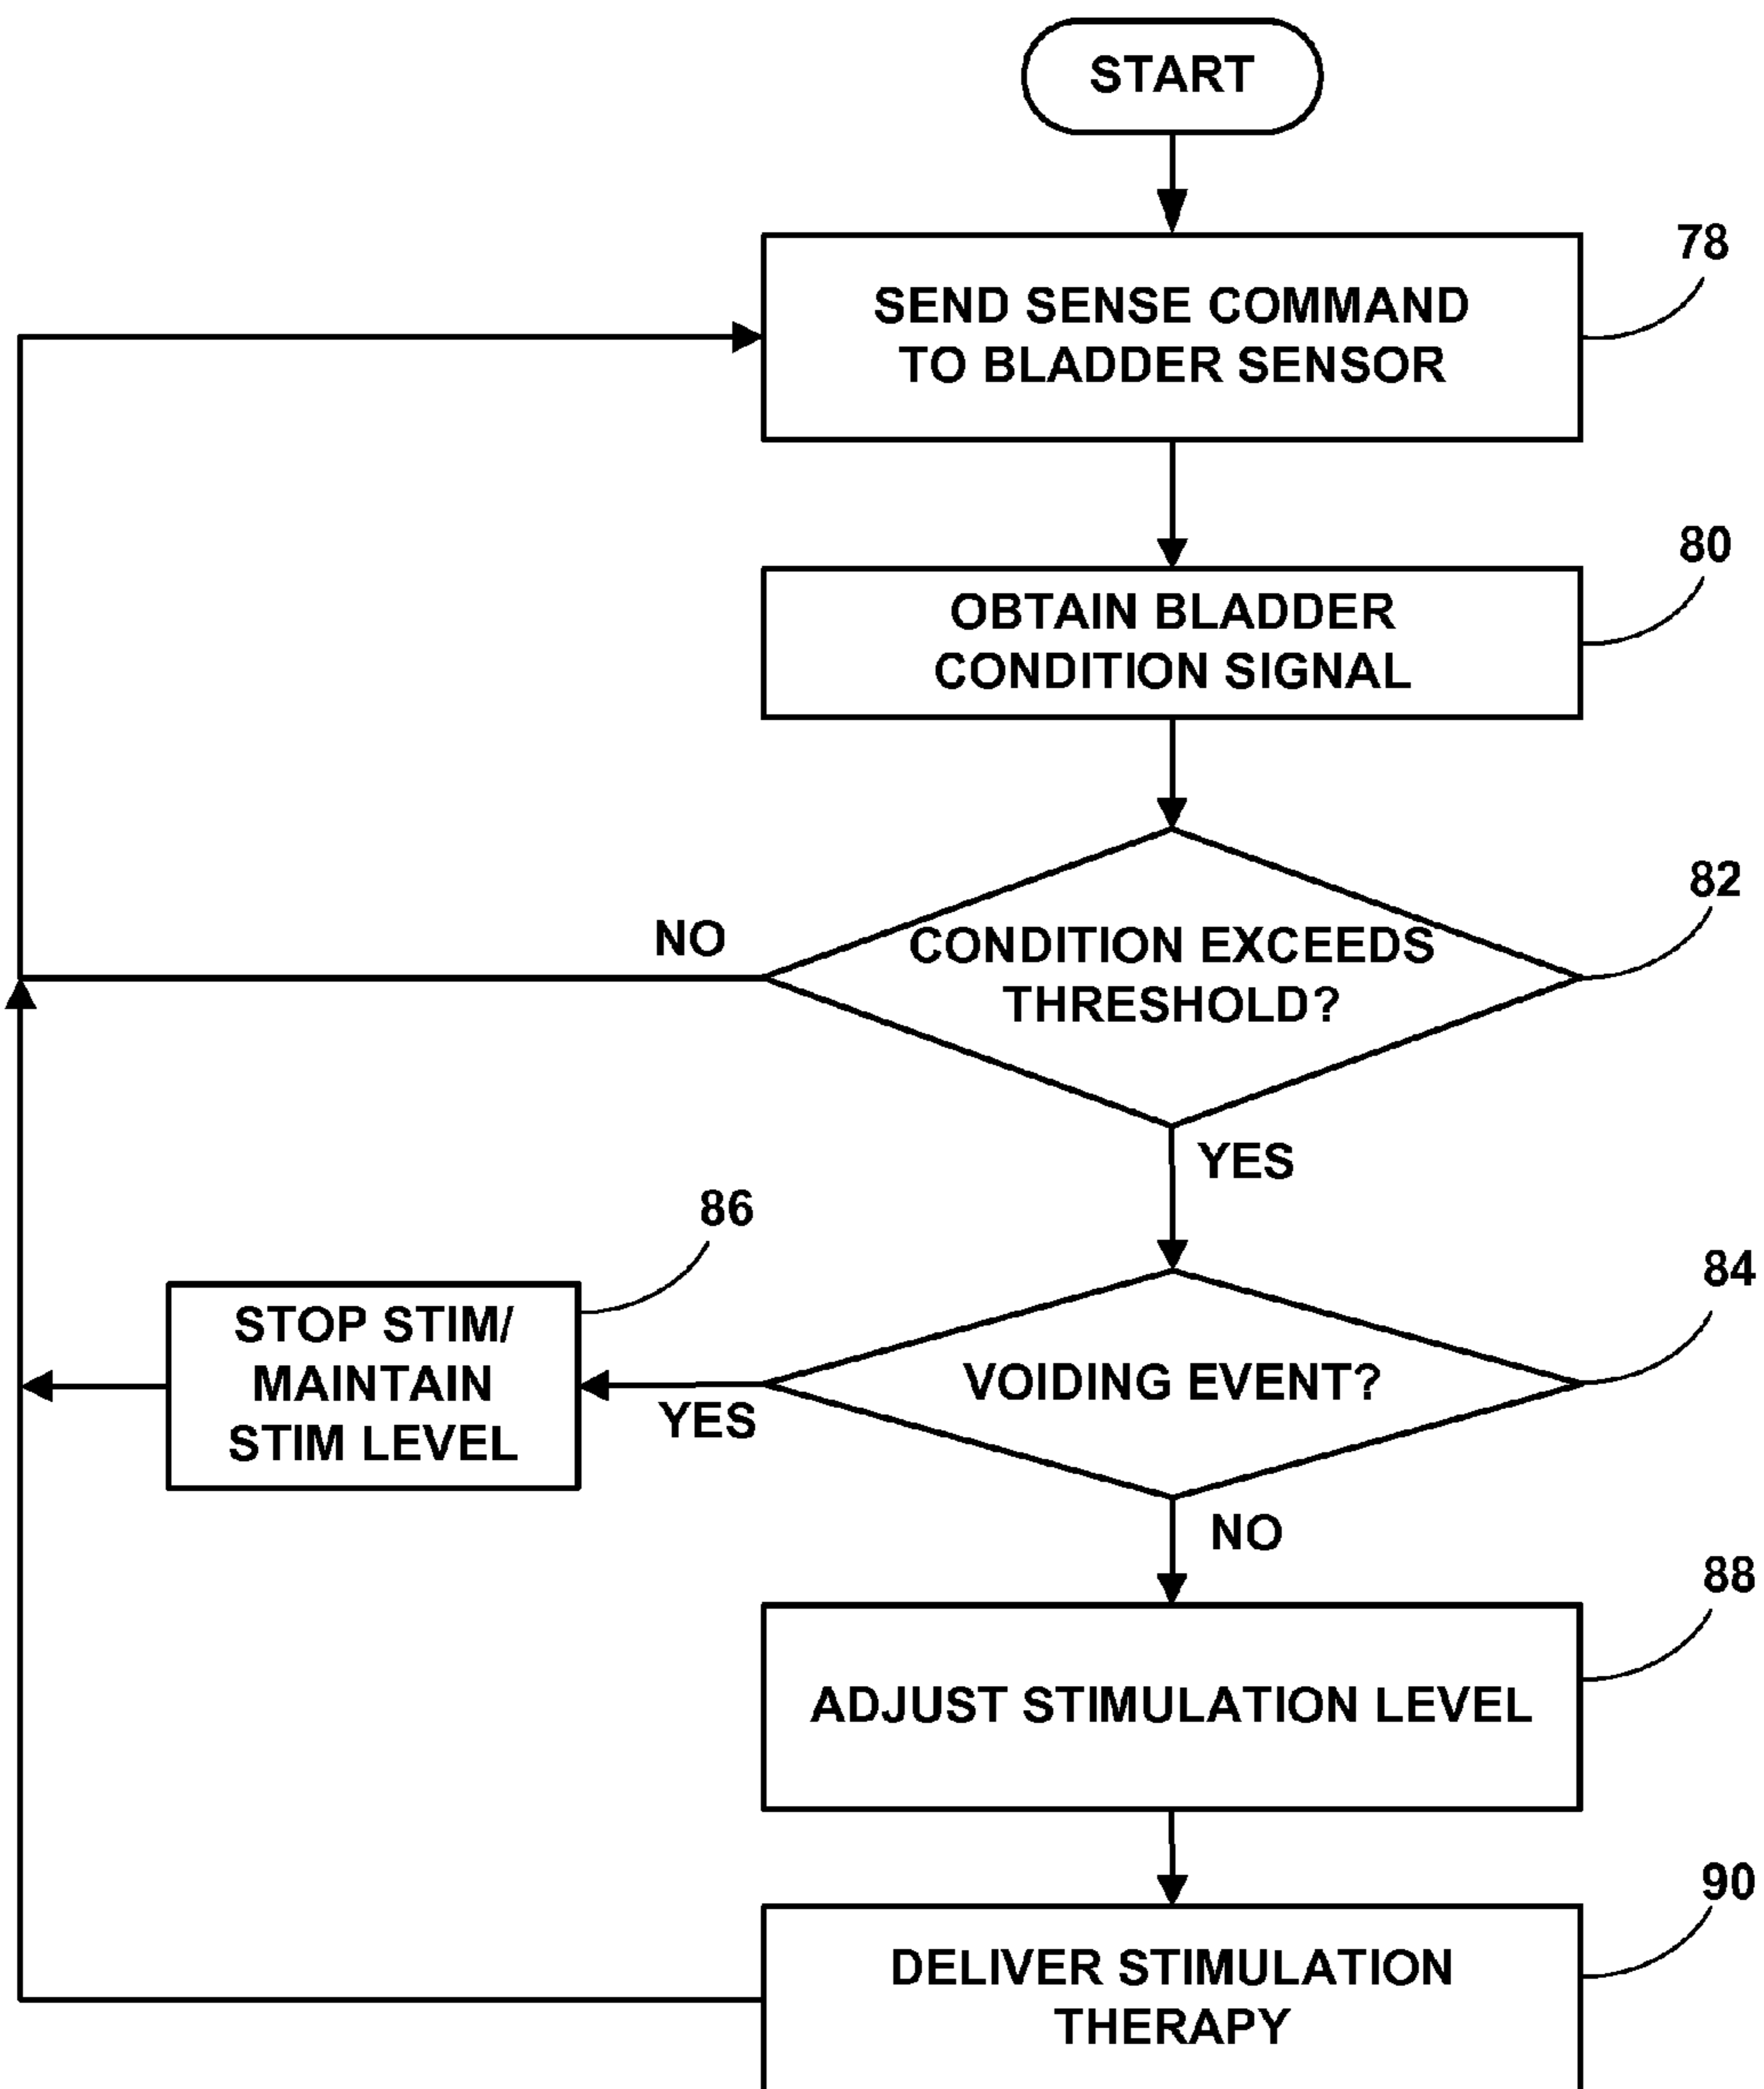 START
78
SEND SENSE COMMAND
TO BLADDER SENSOR
80
OBTAIN BLADDER
CONDITION SIGNAL
82
NO
CONDITION EXCEEDS
THRESHOLD?
YES
86
84
STOP STIM/
MAINTAIN
STIM LEVEL
YES
VOIDING EVENT?
NO
88
ADJUST STIMULATION LEVEL
90
DELIVER STIMULATION
THERAPY